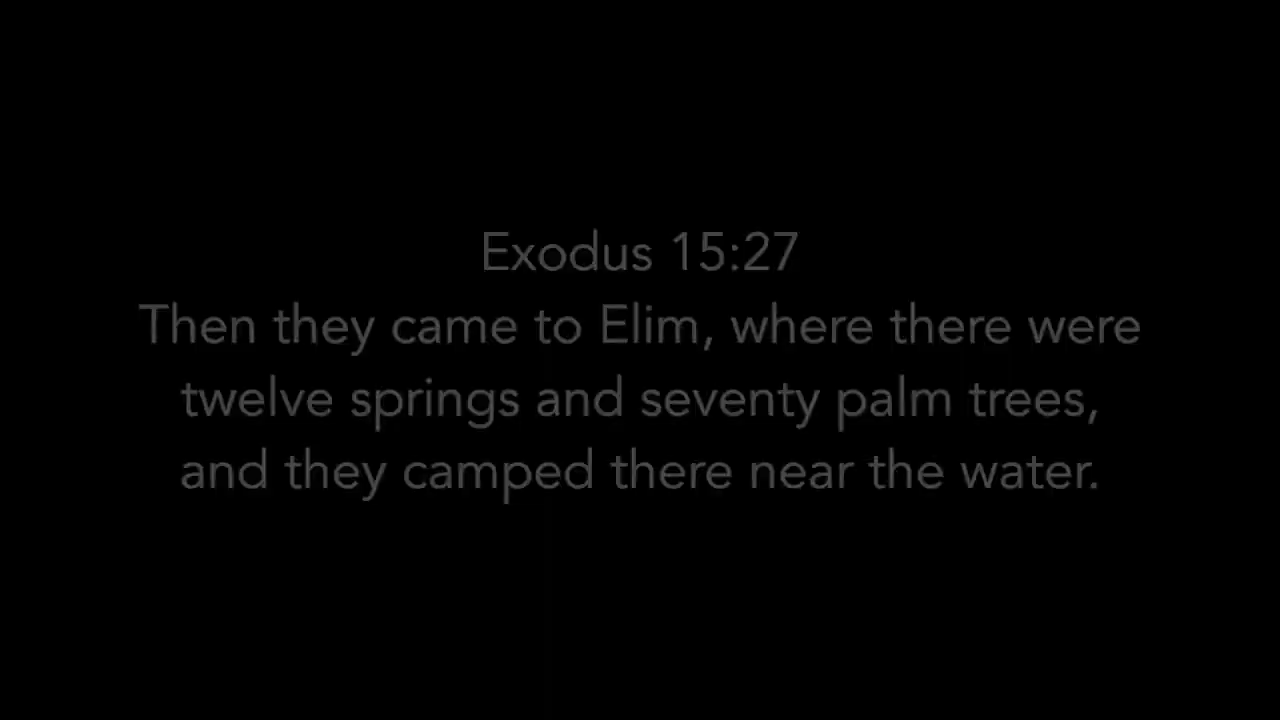 Exodus 15:27
Then they came to Elim, where there were
twelve springs and seventy palm trees,
and they camped there near the water.